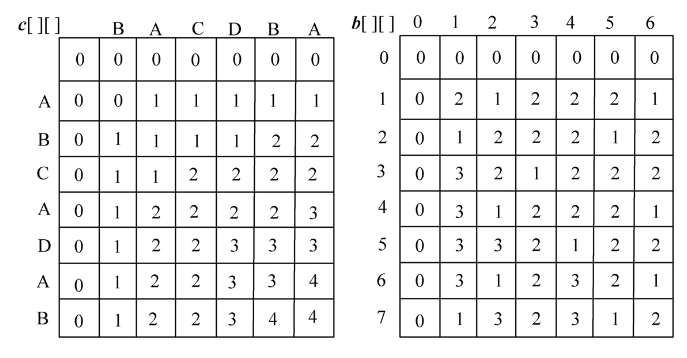 c[ ][ ] B A C D B A
0 0 0 0 0 0 0
A 0 0 1 1 1 1 1
B 0 1 1 1 1 2 2
C 0 1 1 2 2 2 2
A 0 1 2 2 2 2 3
D 0 1 2 2 3 3 3
A 0 1 2 2 3 3 4
B 0 1 2 2 3 4 4
b[ ][ ] 0 1 2 3 4 5 6
0 0 0 0 0 0 0 0
1 0 2 1 2 2 2 1
2 0 1 2 2 2 1 2
3 0 3 2 1 2 2 2
4 0 3 1 2 2 2 1
5 0 3 3 2 1 2 2
6 0 3 1 2 3 2 1
7 0 1 3 2 3 1 2